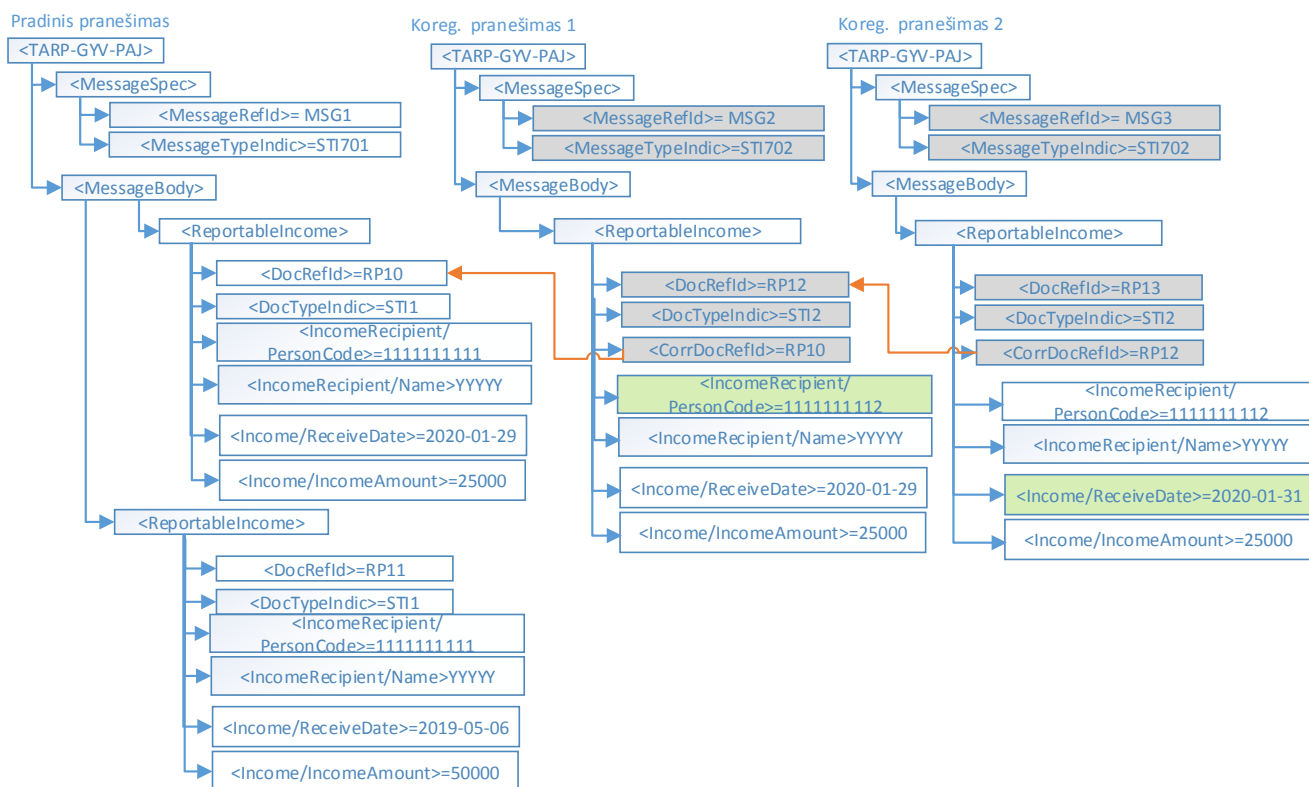 Pradinis pranešimas
<TARP-GYV-PAJ>
<MessageSpec>
<MessageRefId>= MSG1
<MessageTypeIndic>=STI701
<MessageBody>
<ReportableIncome>
<DocRefId>=RP10
<DocTypeIndic>=STI1
<IncomeRecipient/
PersonCode>=1111111111
<IncomeRecipient/Name>YYYYY
<Income/ReceiveDate>=2020-01-29
<Income/IncomeAmount>=25000
<ReportableIncome>
<DocRefId>=RP11
<DocTypeIndic>=STI1
<IncomeRecipient/
PersonCode>=1111111111
<IncomeRecipient/Name>YYYYY
<Income/ReceiveDate>=2019-05-06
<Income/IncomeAmount>=50000
Koreg. pranešimas 1
<TARP-GYV-PAJ>
<MessageSpec>
<MessageRefId>= MSG2
<MessageTypeIndic>=STI702
<MessageBody>
<ReportableIncome>
<DocRefId>=RP12
<DocTypeIndic>=STI2
<CorrDocRefId>=RP10
<IncomeRecipient/
PersonCode>=1111111112
<IncomeRecipient/Name>YYYYY
<Income/ReceiveDate>=2020-01-29
<Income/IncomeAmount>=25000
Koreg. pranešimas 2
<TARP-GYV-PAJ>
<MessageSpec>
<MessageRefId>= MSG3
<MessageTypeIndic>=STI702
<MessageBody>
<ReportableIncome>
<DocRefId>=RP13
<DocTypeIndic>=STI2
<CorrDocRefId>=RP12
<IncomeRecipient/
PersonCode>=1111111112
<IncomeRecipient/Name>YYYYY
<Income/ReceiveDate>=2020-01-31
<Income/IncomeAmount>=25000